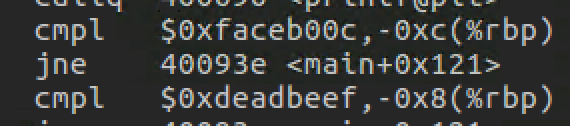 cmpl $0xfaceb00c,-0xc(%rbp)
jne 40093e <main+0x121>
cmpl $0xdeadbeef,-0x8(%rbp)